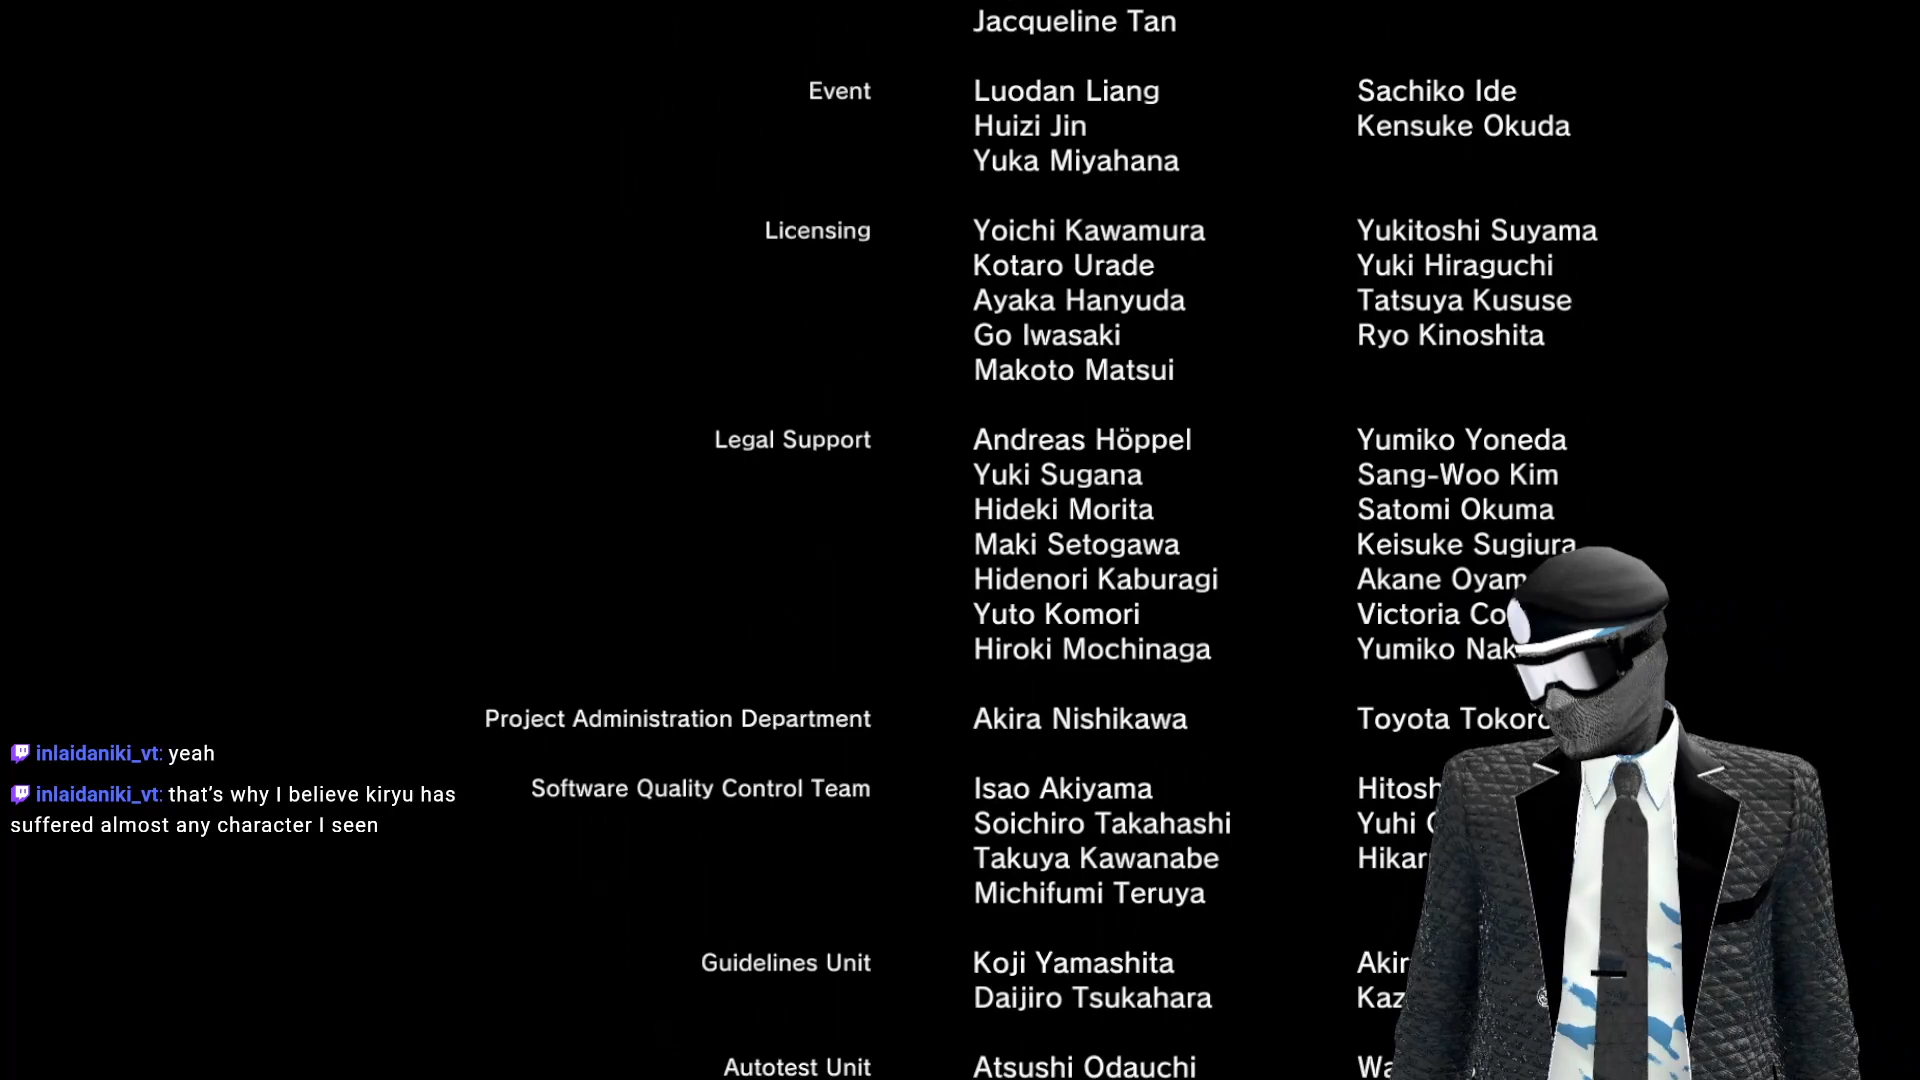 Jacqueline Tan
Event Luodan Liang Sachiko Ide
Huizi Jin Kensuke Okuda
Yuka Miyahana
Licensing Yoichi Kawamura Yukitoshi Suyama
Kotaro Urade Yuki Hiraguchi
Ayaka Hanyuda Tatsuya Kususe
Go Iwasaki Ryo Kinoshita
Makoto Matsui
Legal Support Andreas Höppel Yumiko Yoneda
Yuki Sugana Sang-Woo Kim
Hideki Morita Satomi Okuma
Maki Setogawa Keisuke Sugiura
Hidenori Kaburagi Akane
Yuto Komori Victoria
Hiroki Mochinaga Yumiko
Project Administration Department Akira Nishikawa Toyota
inlaidaniki_vt: yeah
inlaidaniki_vt: that's why I believe kiryu has
suffered almost any character I seen
Software Quality Control Team Isao Akiyama
Soichiro Takahashi Yuhi
Takuya Kawanabe
Michifumi Teruya
Guidelines Unit Koji Yamashita
Daijiro Tsukahara
Autotest Unit Atsushi Odauchi